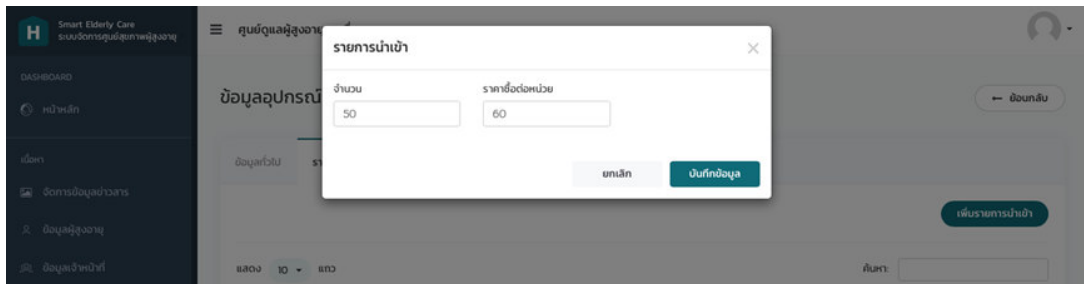 H
Smart Elderly Care
ระบบจัดการศูนย์สุขภาพผู้สูงอายุ
ศูนย์ดูแลผู้สูงอายุ
รายการนำเข้า
จำนวน
ราคาซื้อต่อหน่วย
50
60
ยกเลิก
บันทึกข้อมูล
DASHBOARD
หน้าหลัก
เนื้อหา
จัดการข้อมูลข่าวสาร
ข้อมูลผู้สูงอายุ
ข้อมูลเจ้าหน้าที่
ข้อมูลอุปกรณ์
ย้อนกลับ
ข้อมูลทั่วไป
เพิ่มรายการนำเข้า
แสดง 10 แถว
ค้นหา: